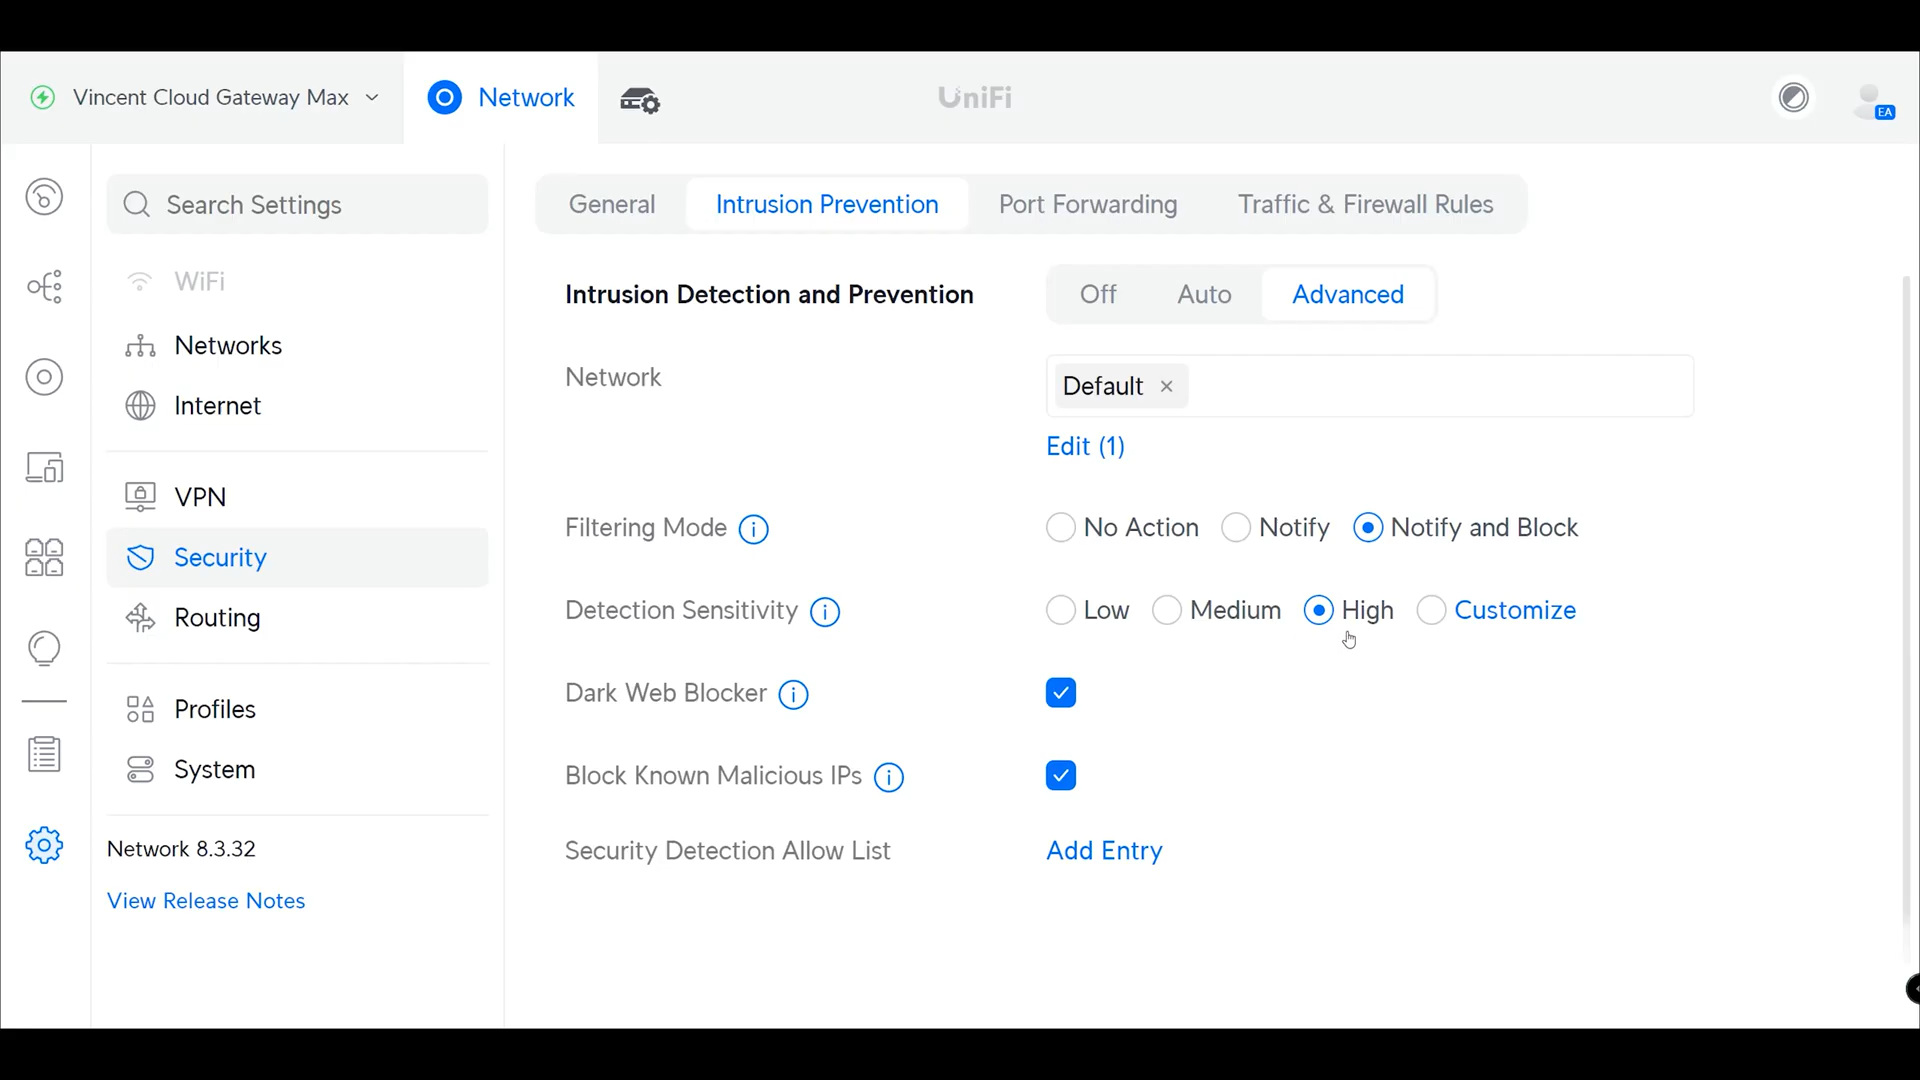 Vincent Cloud Gateway Max
Network
UniFi
EA
Search Settings
WiFi
Networks
Internet
VPN
Security
Routing
Profiles
System
Network 8.3.32
View Release Notes
General
Intrusion Prevention
Port Forwarding
Traffic & Firewall Rules
Intrusion Detection and Prevention
Off
Auto
Advanced
Network
Default
Edit (1)
Filtering Mode
No Action
Notify
Notify and Block
Detection Sensitivity
Low
Medium
High
Customize
Dark Web Blocker
Block Known Malicious IPs
Security Detection Allow List
Add Entry